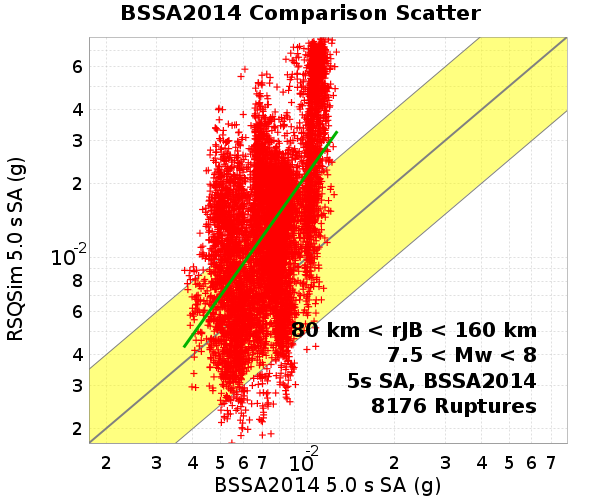 BSSA2014 Comparison Scatter
RSQSim 5.0 s SA (g)
6
4
3
2
10-2
8
6
4
3
2
80 km < rJB < 160 km
7.5 < Mw < 8
5s SA, BSSA2014
8176 Ruptures
2 3 4 5 6 7 10-2 2 3 4 5 6 7
BSSA2014 5.0 s SA (g)